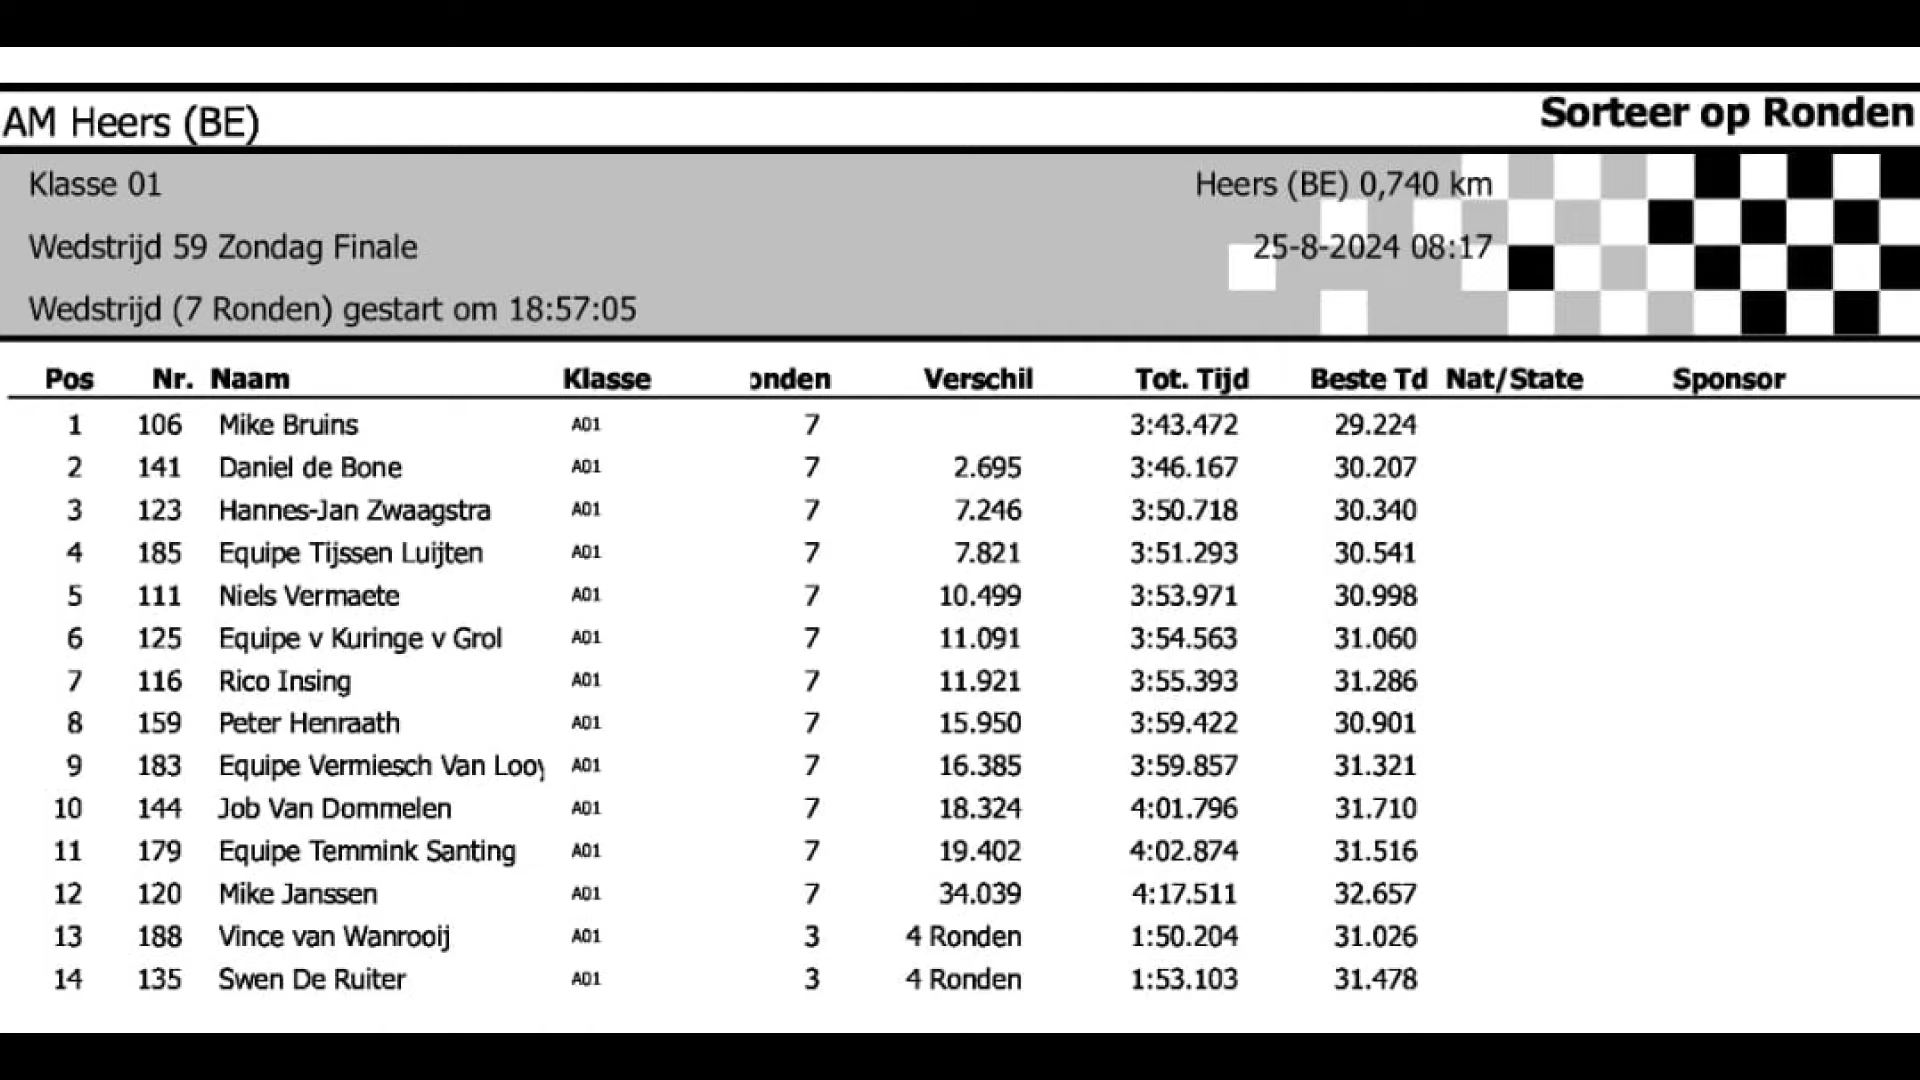 AM Heers (BE)
Sorteer op Ronden
Klasse 01
Heers (BE) 0,740 km
Wedstrijd 59 Zondag Finale
25-8-2024 08:17
Wedstrijd (7 Ronden) gestart om 18:57:05
Pos Nr. Naam Klasse onden Verschil Tot. Tijd Beste Td Nat/State Sponsor
1 106 Mike Bruins A01 7 3:43.472 29.224
2 141 Daniel de Bone A01 7 2.695 3:46.167 30.207
3 123 Hannes-Jan Zwaagstra A01 7 7.246 3:50.718 30.340
4 185 Equipe Tijssen Luijten A01 7 7.821 3:51.293 30.541
5 111 Niels Vermaete A01 7 10.499 3:53.971 30.998
6 125 Equipe v Kuringe v Grol A01 7 11.091 3:54.563 31.060
7 116 Rico Insing A01 7 11.921 3:55.393 31.286
8 159 Peter Henraath A01 7 15.950 3:59.422 30.901
9 183 Equipe Vermiesch Van Looy A01 7 16.385 3:59.857 31.321
10 144 Job Van Dommelen A01 7 18.324 4:01.796 31.710
11 179 Equipe Temmink Santing A01 7 19.402 4:02.874 31.516
12 120 Mike Janssen A01 7 34.039 4:17.511 32.657
13 188 Vince van Wanrooij A01 3 4 Ronden 1:50.204 31.026
14 135 Swen De Ruiter A01 3 4 Ronden 1:53.103 31.478